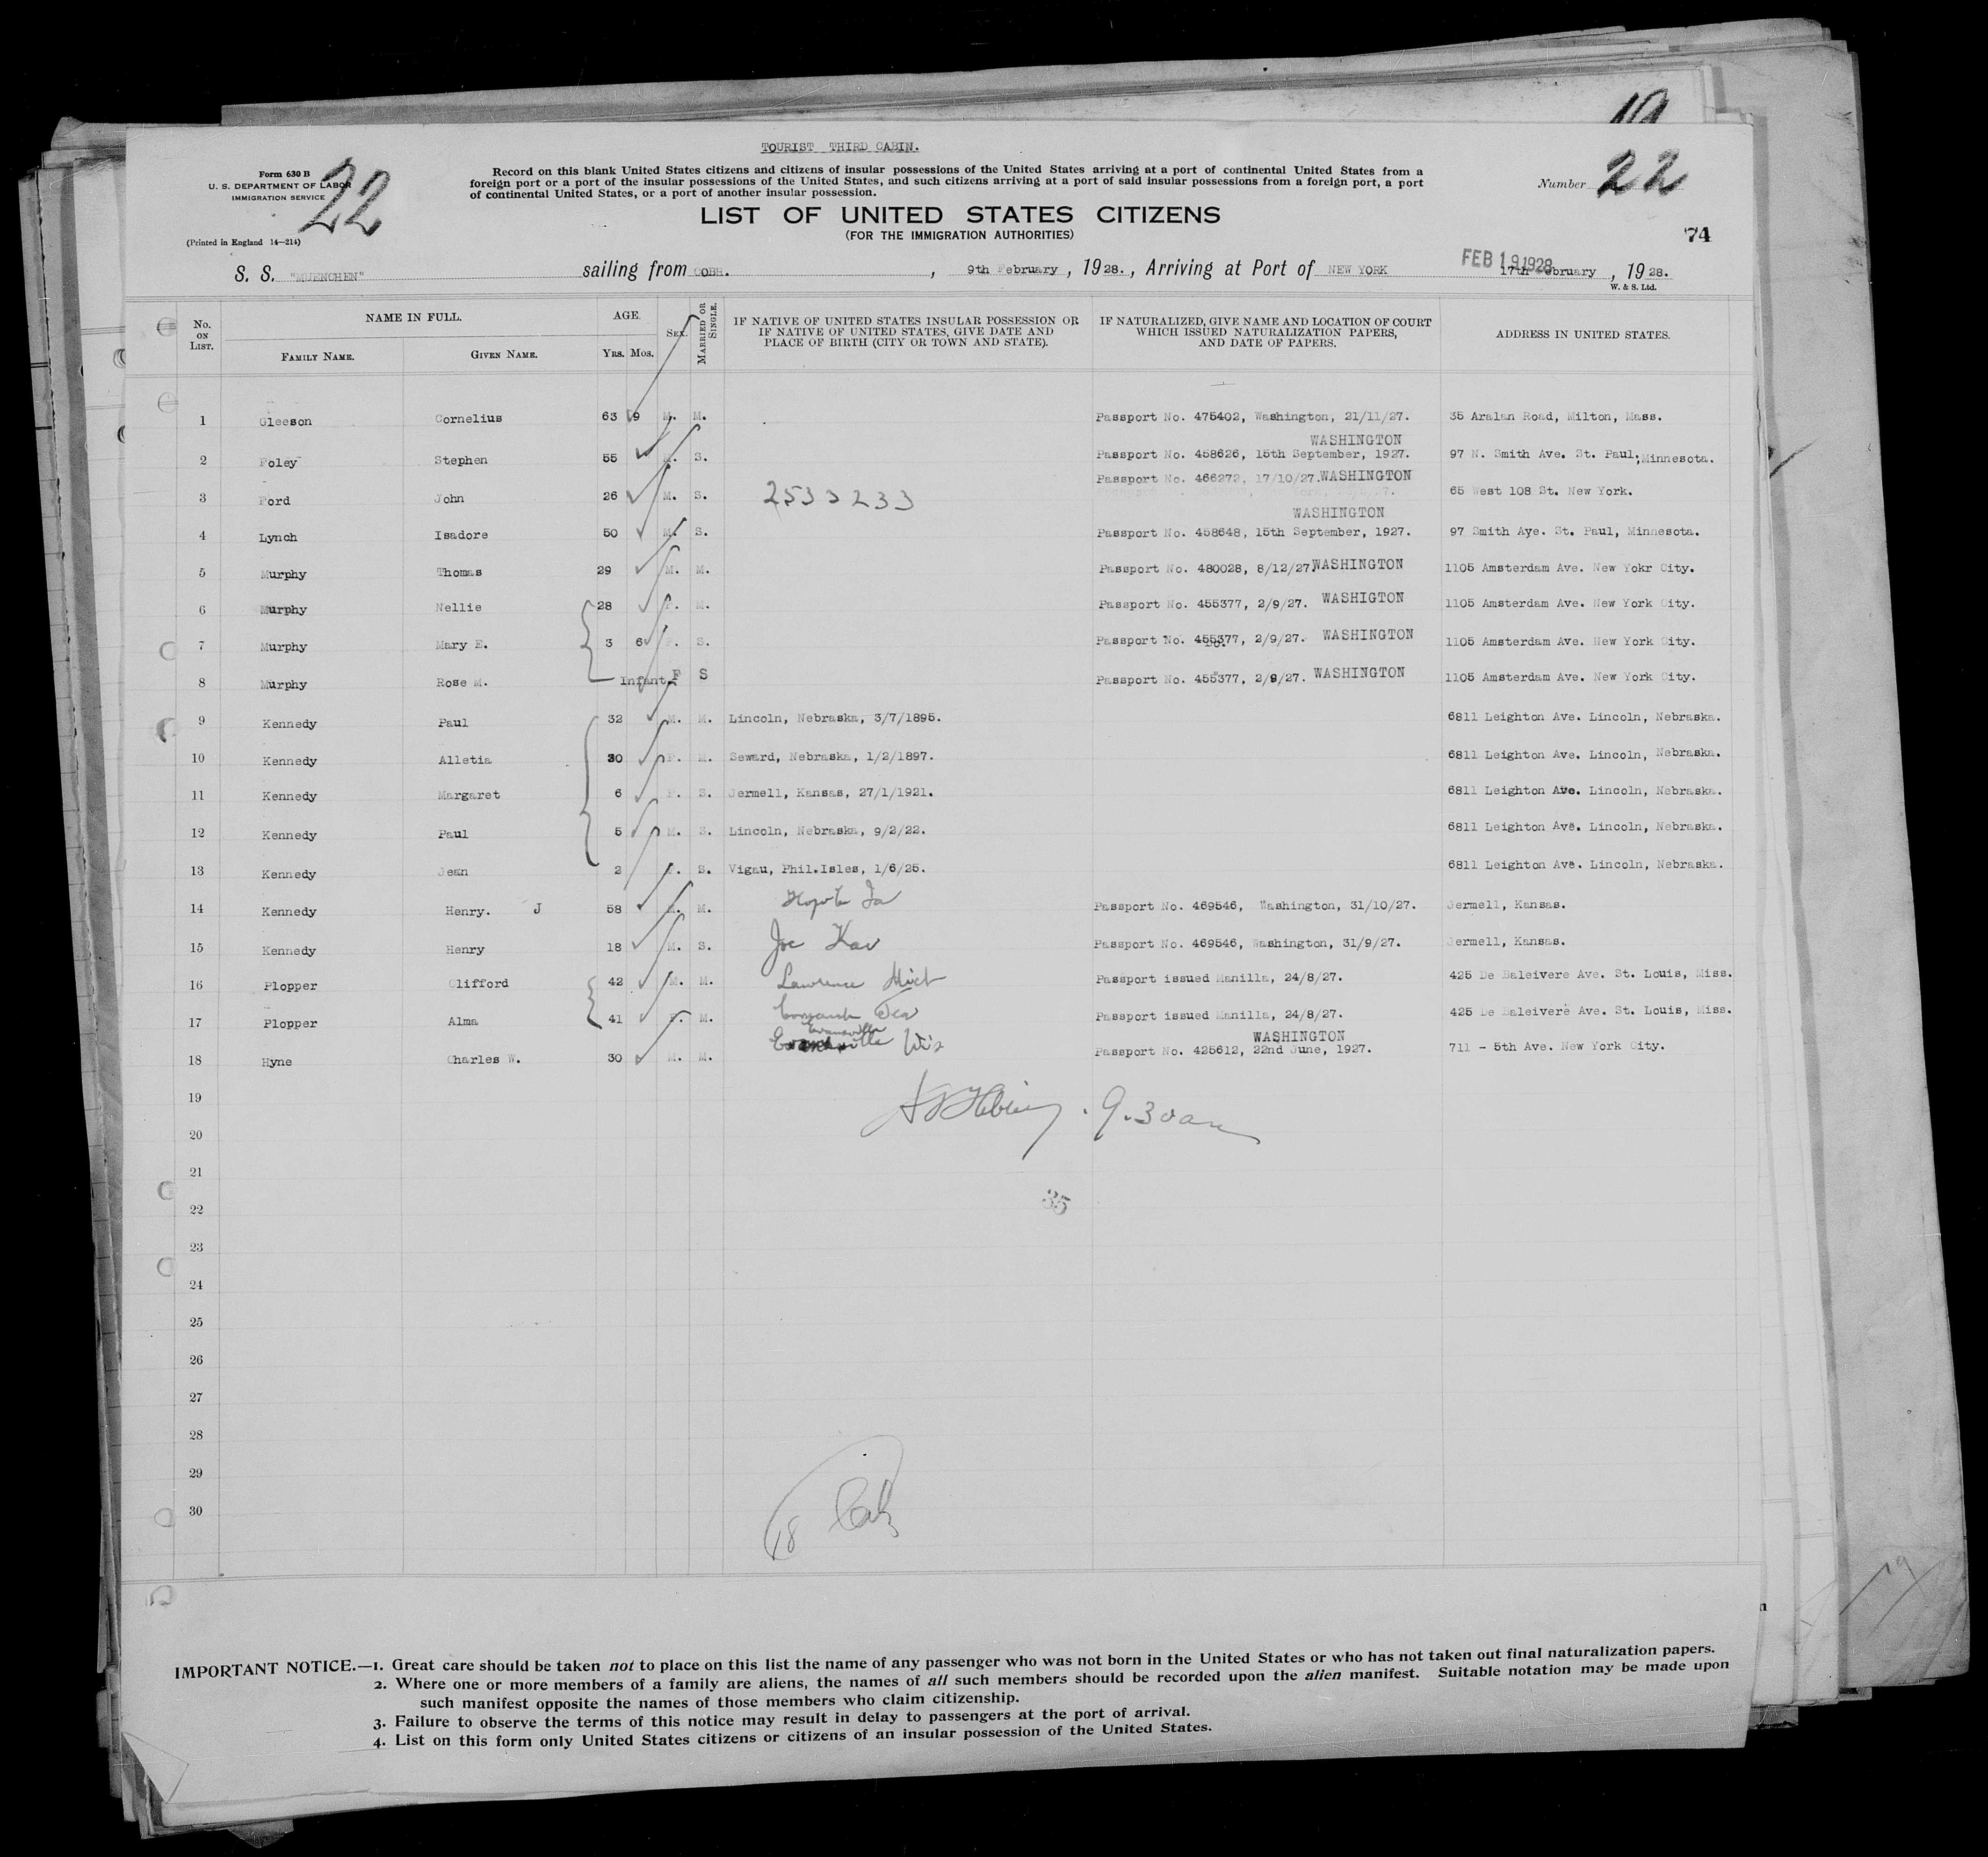 TOURIST THIRD CABIN.
Form 630 B
U. S. DEPARTMENT OF LABOR
IMMIGRATION SERVICE
(Printed in England 14—214)
22
Record on this blank United States citizens and citizens of insular possessions of the United States arriving at a port of continental United States from a
foreign port or a port of the insular possessions of the United States, and such citizens arriving at a port of said insular possessions from a foreign port, a port
of continental United States, or a port of another insular possession.
Number 22
LIST OF UNITED STATES CITIZENS
(FOR THE IMMIGRATION AUTHORITIES)
74
S. S. "MUENCHEN" sailing from COBH. , 9th February , 1928. , Arriving at Port of NEW YORK 17th February , 1928.
FEB 19 1928
W. & S. Ltd.
No. ON LIST. NAME IN FULL. FAMILY NAME. GIVEN NAME. AGE. YRS. MOS. SEX. MARRIED OR SINGLE. IF NATIVE OF UNITED STATES INSULAR POSSESSION OR IF NATIVE OF UNITED STATES, GIVE DATE AND PLACE OF BIRTH (CITY OR TOWN AND STATE). IF NATURALIZED, GIVE NAME AND LOCATION OF COURT WHICH ISSUED NATURALIZATION PAPERS, AND DATE OF PAPERS. ADDRESS IN UNITED STATES.
1 Gleeson Cornelius 63 9 M. M. Passport No. 475402, Washington, 21/11/27. 35 Aralan Road, Milton, Mass.
WASHINGTON
2 Foley Stephen 55 M. S. Passport No. 458626, 15th September, 1927. 97 N. Smith Ave. St. Paul, Minnesota.
3 Ford John 26 M. S. 2533233 Passport No. 466272, 17/10/27. WASHINGTON 65 West 108 St. New York.
WASHINGTON
4 Lynch Isadore 50 M. S. Passport No. 458648, 15th September, 1927. 97 Smith Aye. St. Paul, Minnesota.
5 Murphy Thomas 29 M. M. Passport No. 480028, 8/12/27. WASHINGTON 1105 Amsterdam Ave. New Yokr City.
6 Murphy Nellie 28 F. M. Passport No. 455377, 2/9/27. WASHIGTON 1105 Amsterdam Ave. New York City.
7 Murphy Mary E. 3 6 F. S. Passport No. 455377, 2/9/27. WASHINGTON 1105 Amsterdam Ave. New York City.
8 Murphy Rose M. Infant F S Passport No. 455377, 2/9/27. WASHINGTON 1105 Amsterdam Ave. New York City.
9 Kennedy Paul 32 M. M. Lincoln, Nebraska, 3/7/1895. 6811 Leighton Ave. Lincoln, Nebraska.
10 Kennedy Alletia 30 F. M. Seward, Nebraska, 1/2/1897. 6811 Leighton Ave. Lincoln, Nebraska.
11 Kennedy Margaret 6 F. S. Jermell, Kansas, 27/1/1921. 6811 Leighton Ave. Lincoln, Nebraska.
12 Kennedy Paul 5 M. S. Lincoln, Nebraska, 9/2/22. 6811 Leighton Ave. Lincoln, Nebraska.
13 Kennedy Jean 2 F. S. Vigau, Phil.Isles, 1/6/25. 6811 Leighton Ave. Lincoln, Nebraska.
14 Kennedy Henry. J 58 M. M. Passport No. 469546, Washington, 31/10/27. Jermell, Kansas.
15 Kennedy Henry 18 M. S. Passport No. 469546, Washington, 31/9/27. Jermell, Kansas.
16 Plopper Clifford 42 M. M. Lawrence Mich Passport issued Manilla, 24/8/27. 425 De Baleivere Ave. St. Louis, Miss.
17 Plopper Alma 41 F. M. Passport issued Manilla, 24/8/27. 425 De Baleivere Ave. St. Louis, Miss.
Evansville WASHINGTON
18 Hyne Charles W. 30 M. M. Wis Passport No. 425612, 22nd June, 1927. 711 - 5th Ave. New York City.
19
9.30am
20
21
35
22
23
24
25
26
27
28
29
30
18
IMPORTANT NOTICE.—1. Great care should be taken not to place on this list the name of any passenger who was not born in the United States or who has not taken out final naturalization papers.
2. Where one or more members of a family are aliens, the names of all such members should be recorded upon the alien manifest. Suitable notation may be made upon
such manifest opposite the names of those members who claim citizenship.
3. Failure to observe the terms of this notice may result in delay to passengers at the port of arrival.
4. List on this form only United States citizens or citizens of an insular possession of the United States.